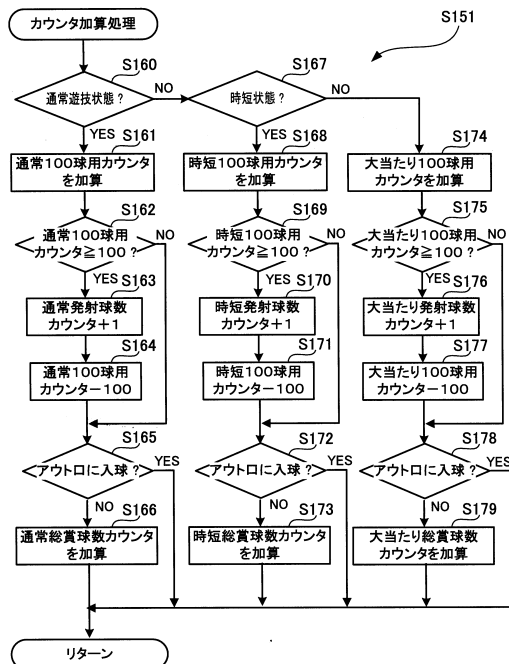 カウンタ加算処理
S151
S160
通常遊技状態？
NO
YES
S161
通常100球用カウンタ
を加算
S162
通常100球用
カウンタ≧100？
NO
YES
S163
通常発射球数
カウンタ+1
S164
通常100球用
カウンター100
S165
アウト口に入球？
YES
NO
S166
通常総賞球数カウンタ
を加算
S167
時短状態？
NO
YES
S168
時短100球用カウンタ
を加算
S169
時短100球用
カウンタ≧100？
NO
YES
S170
時短発射球数
カウンタ+1
S171
時短100球用
カウンター100
S172
アウト口に入球？
YES
NO
S173
時短総賞球数カウンタ
を加算
S174
大当たり100球用
カウンタを加算
S175
大当たり100球用
カウンタ≧100？
NO
YES
S176
大当たり発射球数
カウンタ+1
S177
大当たり100球用
カウンター100
S178
アウト口に入球？
YES
NO
S179
大当たり総賞球数
カウンタを加算
リターン